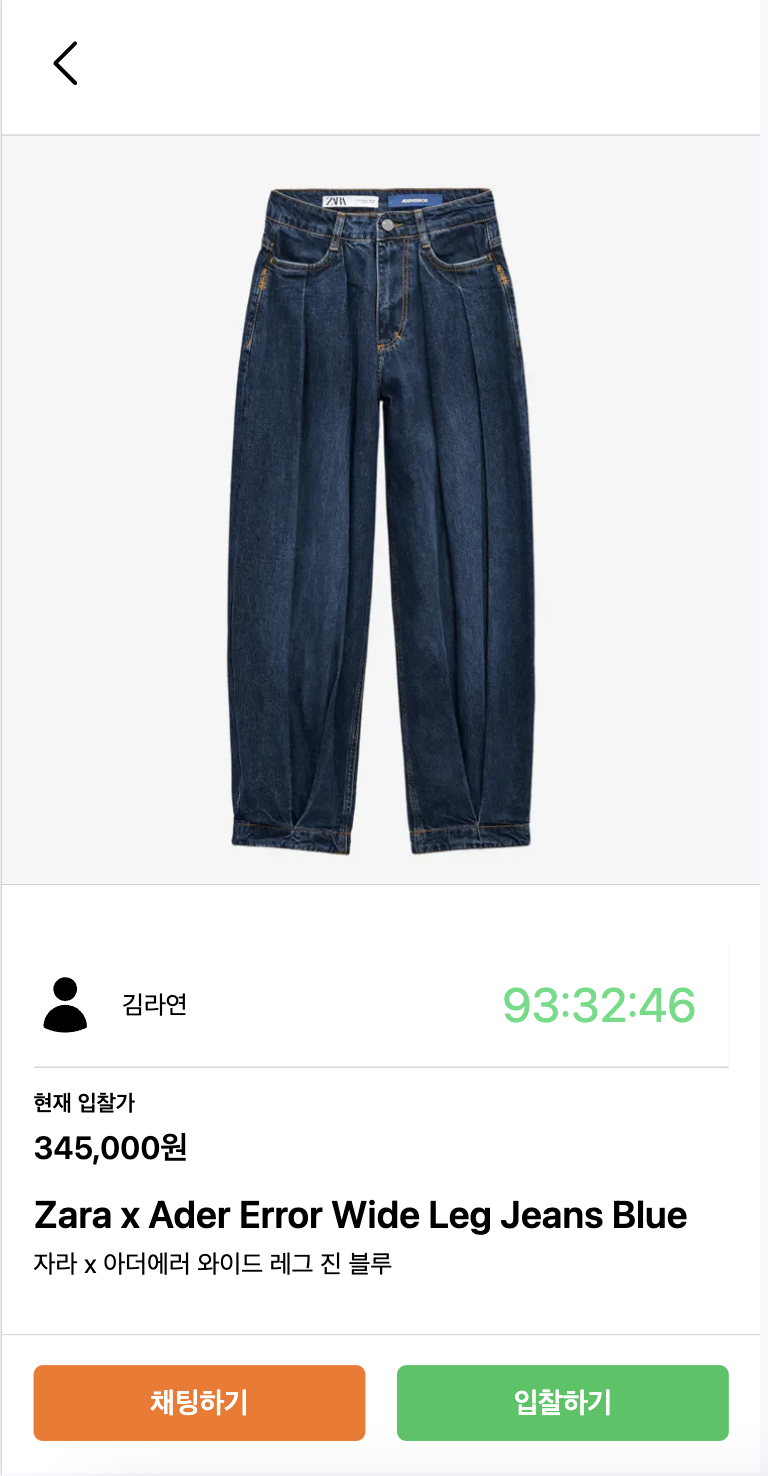 ZARA
김라연
93:32:46
현재 입찰가
345,000원
Zara x Ader Error Wide Leg Jeans Blue
자라 x 아더에러 와이드 레그 진 블루
채팅하기
입찰하기